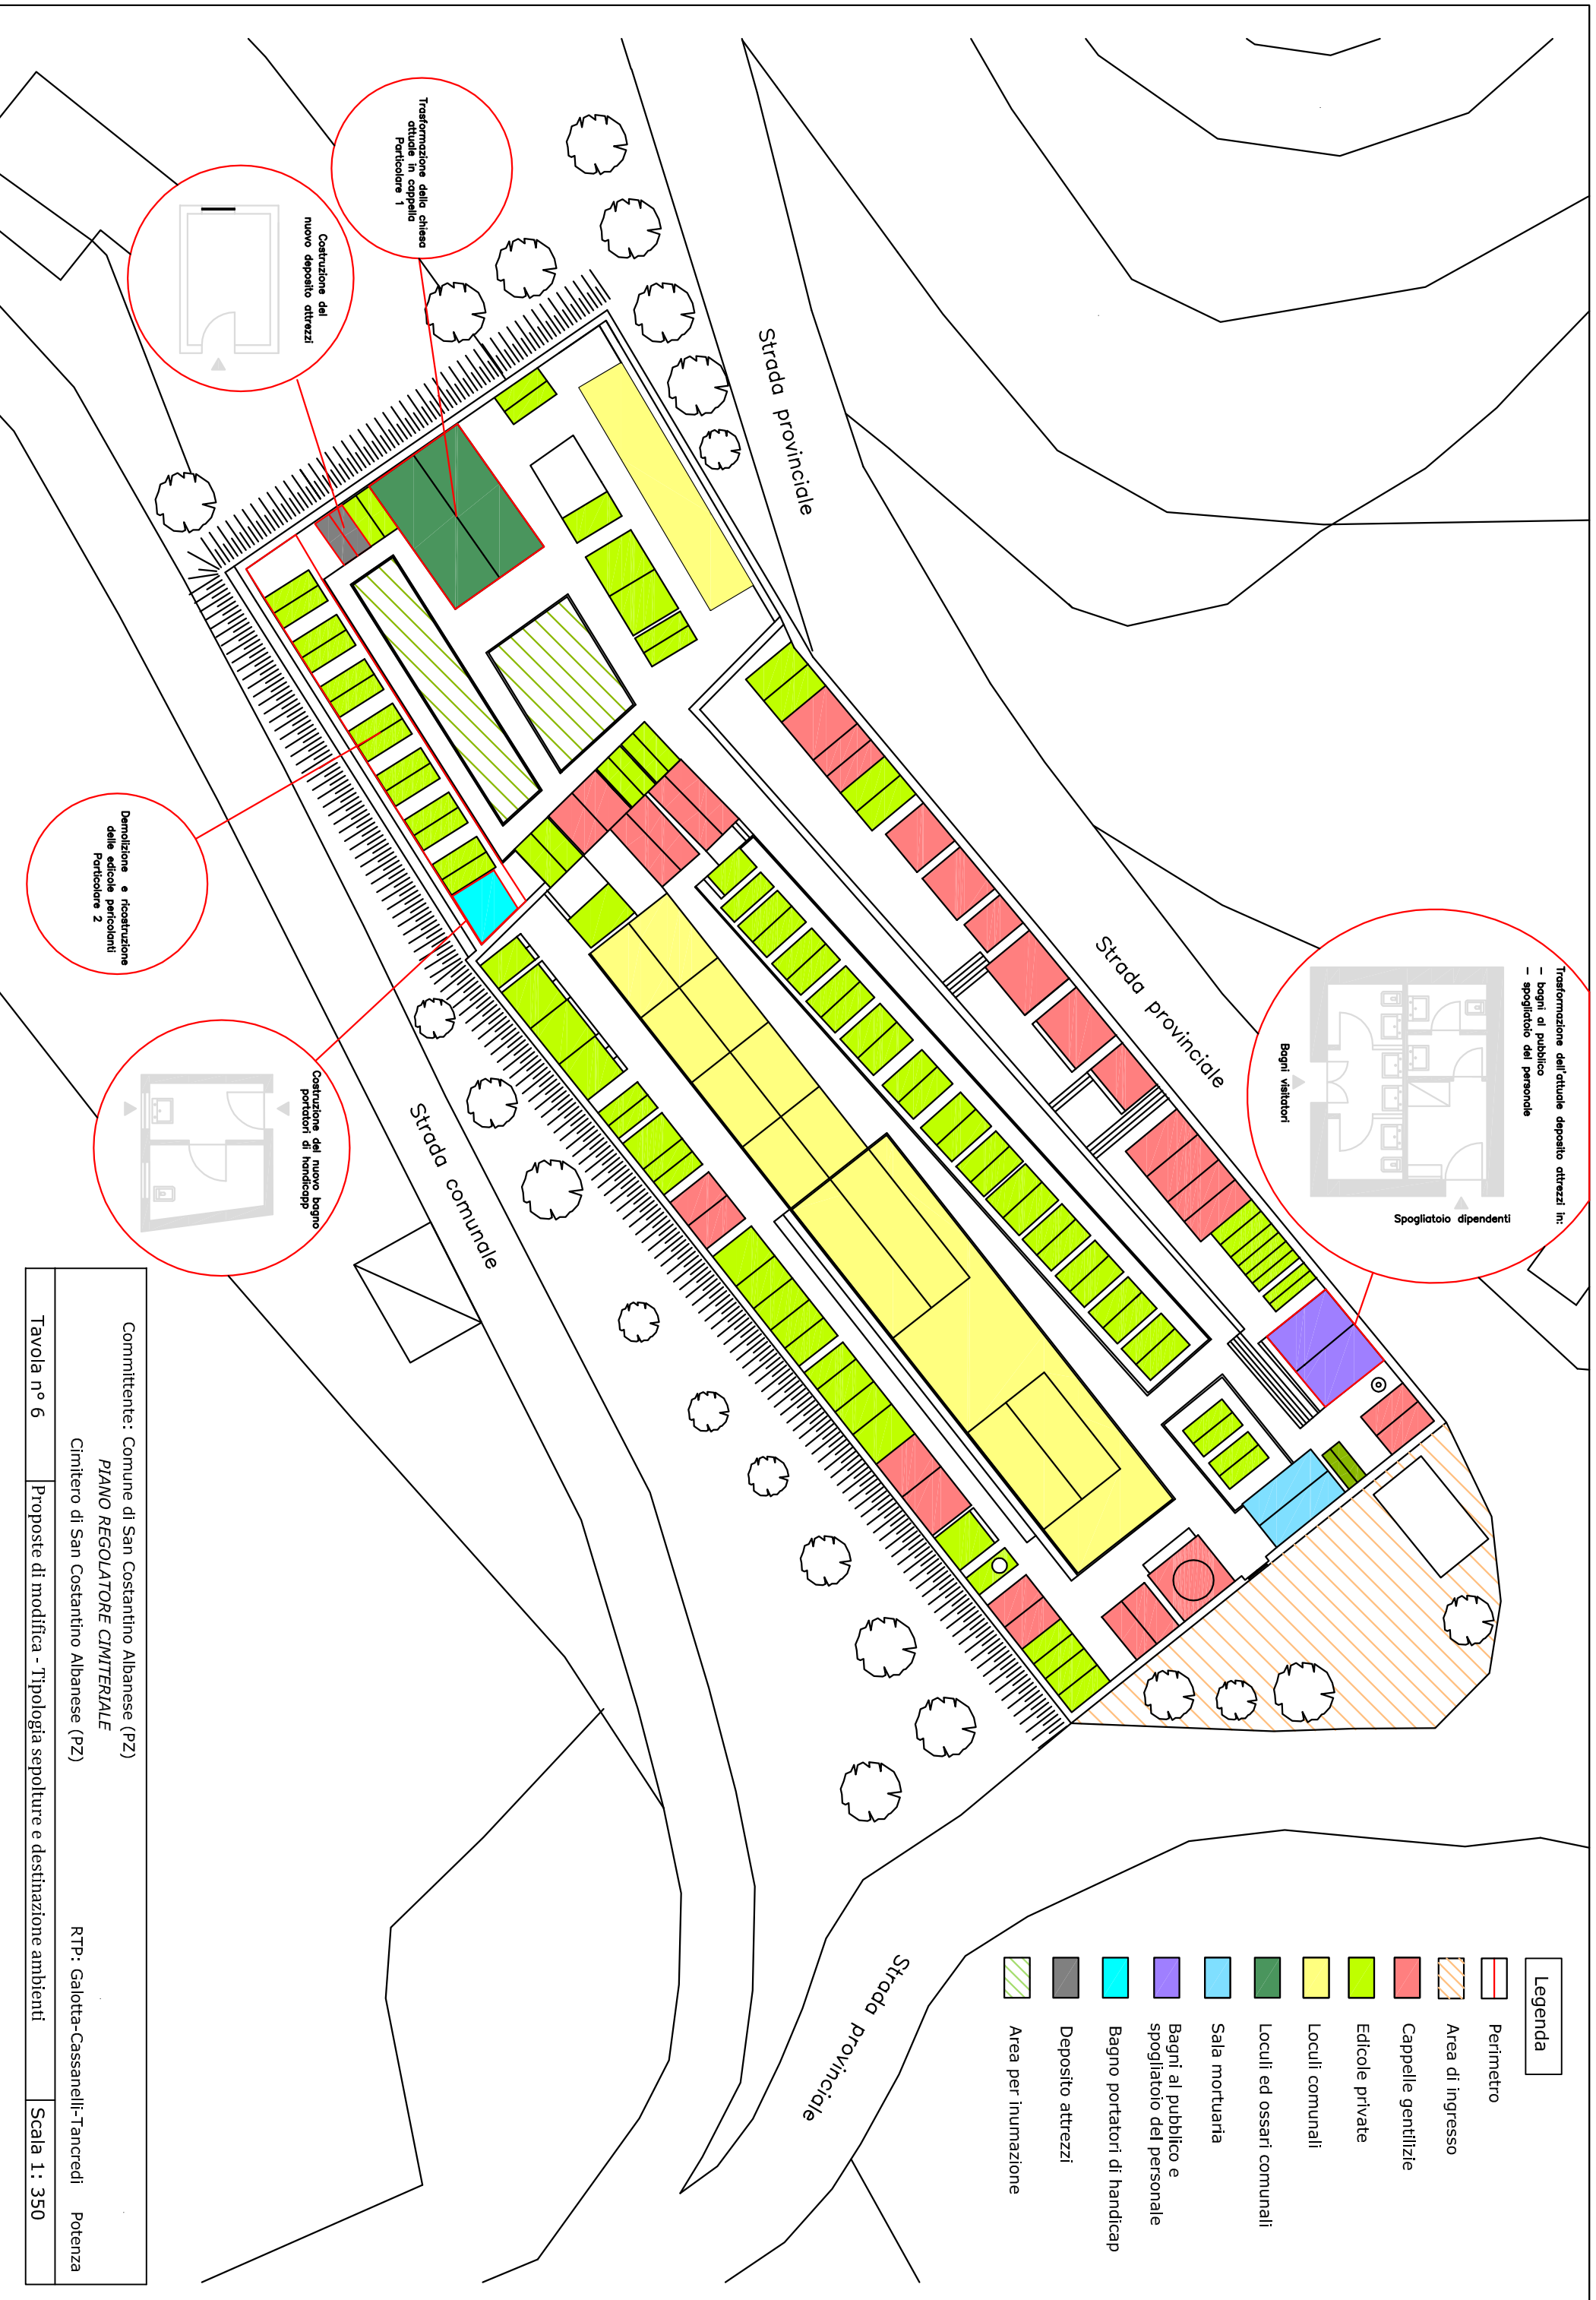 Trasformazione dell'attuale deposito attrezzi in:
– bagni al pubblico
– spogliatoio del personale
Spogliatoio dipendenti
Bagni visitatori
Strada provinciale
Strada provinciale
Trasformazione della chiesa
attuale in cappella
Particolare 1
Costruzione del
nuovo deposito attrezzi
Demolizione e ricostruzione
delle edicole pericolanti
Particolare 2
Costruzione del nuovo bagno
portatori di handicapp
Strada comunale
Strada provinciale
Legenda
Perimetro
Area di ingresso
Cappelle gentilizie
Edicole private
Loculi comunali
Loculi ed ossari comunali
Sala mortuaria
Bagni al pubblico e
spogliatoio del personale
Bagno portatori di handicap
Deposito attrezzi
Area per inumazione
Committente: Comune di San Costantino Albanese (PZ)
PIANO REGOLATORE CIMITERIALE
Cimitero di San Costantino Albanese (PZ) RTP: Galotta-Cassanelli-Tancredi Potenza
Tavola n° 6 Proposte di modifica - Tipologia sepolture e destinazione ambienti Scala 1: 350